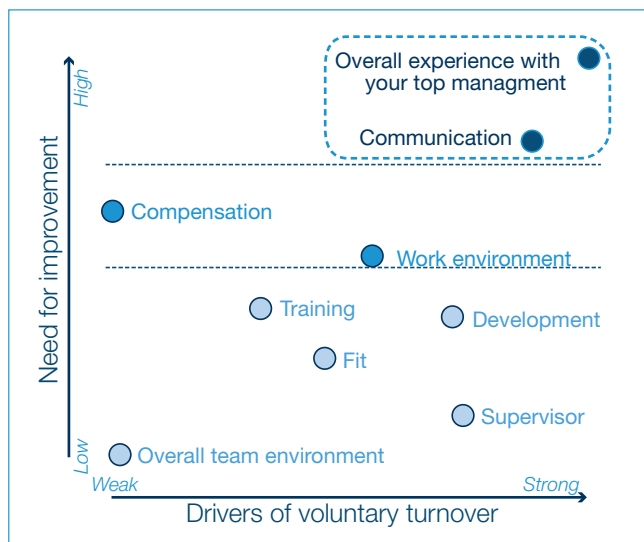 Overall experience with
your top managment
Communication
High
Compensation
Work environment
Need for improvement
Training
Development
Fit
Supervisor
Overall team environment
Low
Weak
Strong
Drivers of voluntary turnover